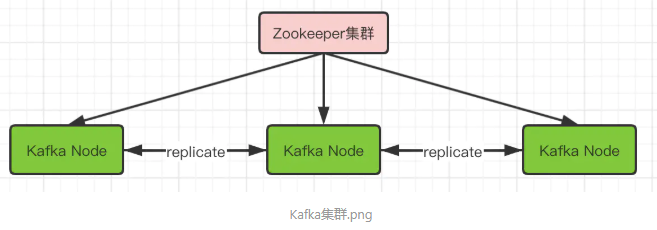 Zookeeper集群
Kafka Node
replicate
Kafka Node
replicate
Kafka Node
Kafka集群.png